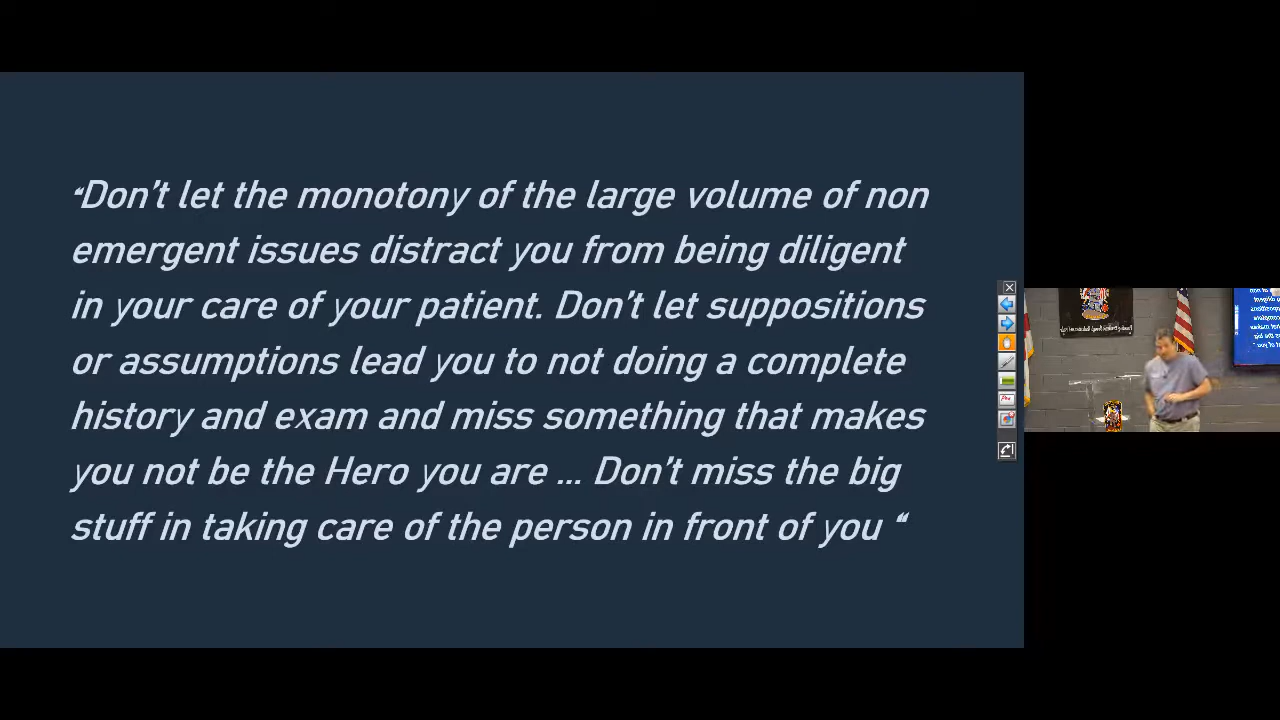 “Don’t let the monotony of the large volume of non
emergent issues distract you from being diligent
in your care of your patient. Don’t let suppositions
or assumptions lead you to not doing a complete
history and exam and miss something that makes
you not be the Hero you are ... Don’t miss the big
stuff in taking care of the person in front of you “